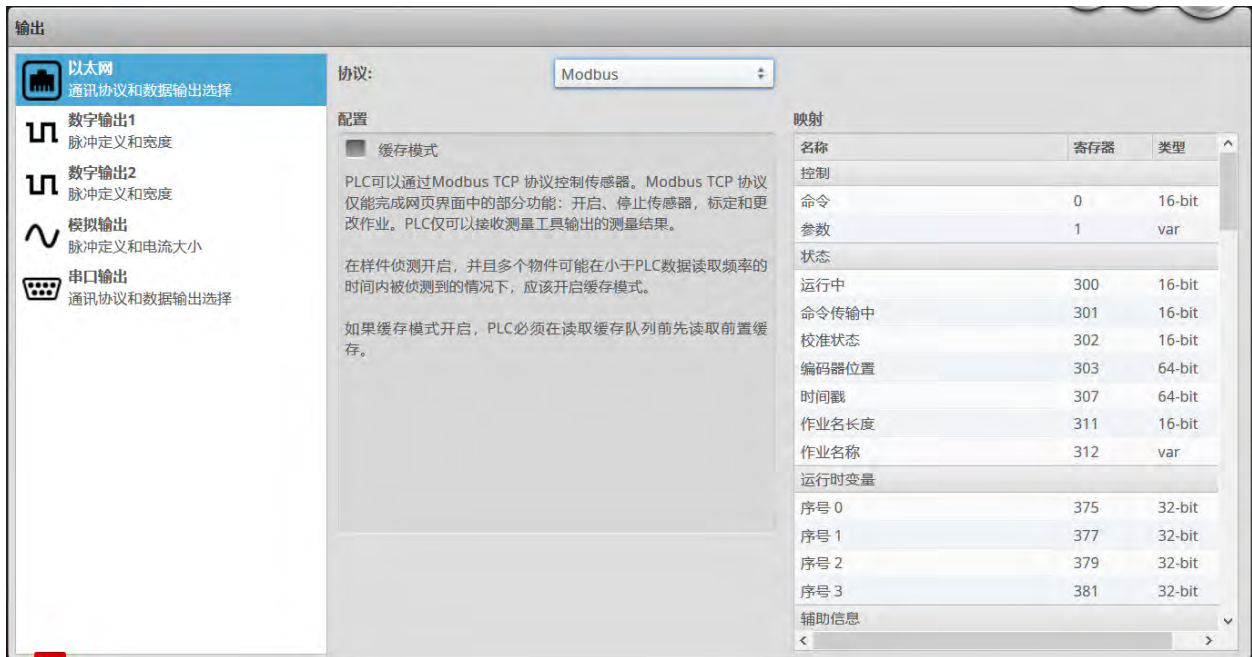 输出
以太网
通讯协议和数据输出选择
数字输出1
脉冲定义和宽度
数字输出2
脉冲定义和宽度
模拟输出
脉冲定义和电流大小
串口输出
通讯协议和数据输出选择
协议: Modbus
配置
缓存模式
PLC可以通过Modbus TCP 协议控制传感器。Modbus TCP 协议
仅能完成网页界面中的部分功能：开启、停止传感器，标定和更
改作业。PLC仅可以接收测量工具输出的测量结果。
在样件侦测开启，并且多个物件可能在小于PLC数据读取频率的
时间内被侦测到的情况下，应该开启缓存模式。
如果缓存模式开启，PLC必须在读取缓存队列前先读取前置缓
存。
映射
名称 寄存器 类型
控制
命令 0 16-bit
参数 1 var
状态
运行中 300 16-bit
命令传输中 301 16-bit
校准状态 302 16-bit
编码器位置 303 64-bit
时间戳 307 64-bit
作业名长度 311 16-bit
作业名称 312 var
运行时变量
序号 0 375 32-bit
序号 1 377 32-bit
序号 2 379 32-bit
序号 3 381 32-bit
辅助信息